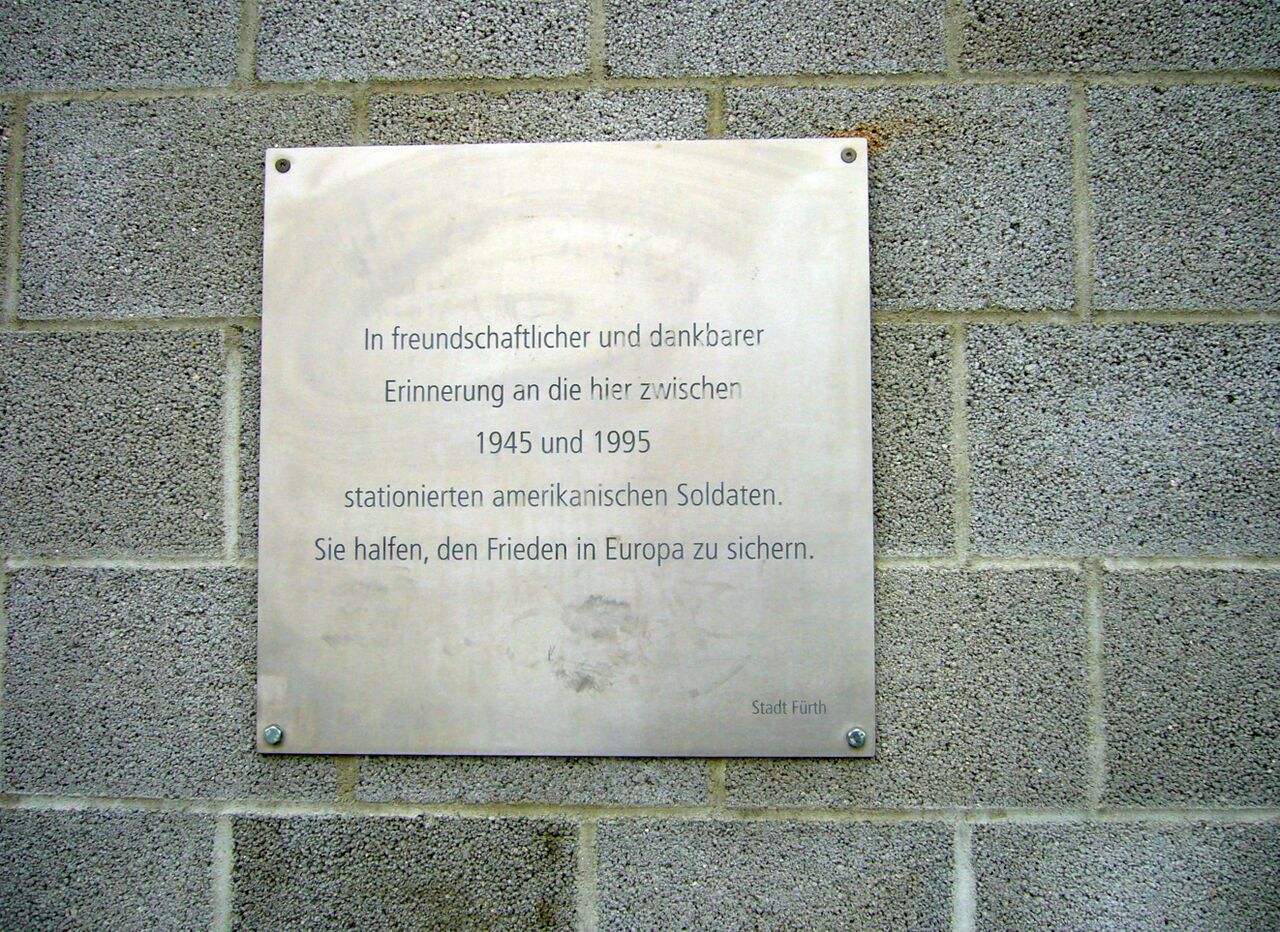 In freundschaftlicher und dankbarer
Erinnerung an die hier zwischen
1945 und 1995
stationierten amerikanischen Soldaten.
Sie halfen, den Frieden in Europa zu sichern.
Stadt Fürth